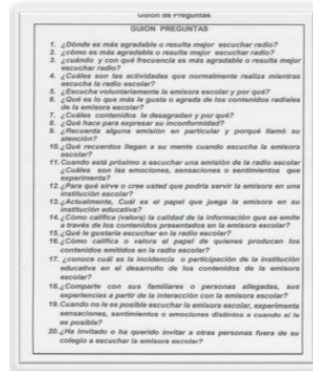 Guión de Preguntas
GUION PREGUNTAS
1. ¿Dónde es más agradable o resulta mejor escuchar radio?
2. ¿cómo es más agradable o resulta mejor escuchar radio?
3. ¿cuándo y con qué frecuencia es más agradable o resulta mejor
escuchar radio?
4. ¿Cuáles son las actividades que normalmente realiza mientras
escucha la radio escolar?
5. ¿Escucha voluntariamente la emisora escolar y por qué?
6. ¿Qué es lo que más le gusta o agrada de los contenidos radiales
de la emisora escolar?
7. ¿Cuáles contenidos le desagradan y por qué?
8. ¿Qué hace para expresar su inconformidad?
9. ¿Recuerda alguna emisión en particular y porqué llamó su
atención?
10.¿Qué recuerdos llegan a su mente cuando escucha la emisora
escolar?
11.Cuando está próximo a escuchar una emisión de la radio escolar
¿Cuáles son las emociones, sensaciones o sentimientos que
experimenta?
12.¿Para qué sirve o cree usted que podría servir la emisora en una
institución escolar?
13.¿Actualmente, Cuál es el papel que juega la emisora en su
institución educativa?
14.¿Cómo califica (valora) la calidad de la información que se emite
a través de los contenidos presentados en la emisora escolar?
15.¿Qué le gustaría escuchar en la radio escolar?
16.¿Cómo califica o valora el papel de quienes producen los
contenidos emitidos en la radio escolar?
17. ¿conoce cuál es la incidencia o participación de la institución
educativa en el desarrollo de los contenidos de la emisora
escolar?
18.¿Comparte con sus familiares o personas allegadas, sus
experiencias a partir de la interacción con la emisora escolar?
19.Cuando no le es posible escuchar la emisora escolar, experimenta
sensaciones, sentimientos o emociones distintos a cuando si le
es posible?
20.¿Ha invitado o ha querido invitar a otras personas fuera de su
colegio a escuchar la emisora escolar?